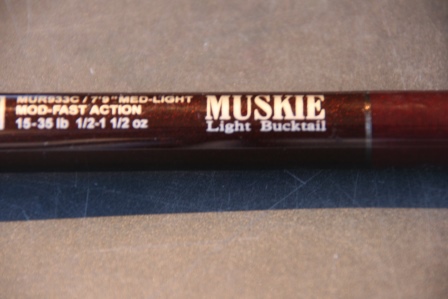 MUR933C / 7'9" MED-LIGHT
MOD-FAST ACTION
15-35 lb 1/2-1 1/2 oz
MUSKIE
Light Bucktail